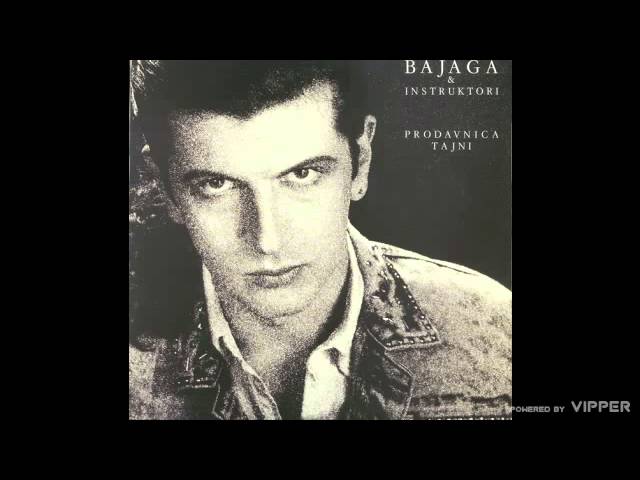 BAJAGA
&
INSTRUKTORI
PRODAVNICA
TAJNI
POWERED BY VIPPER